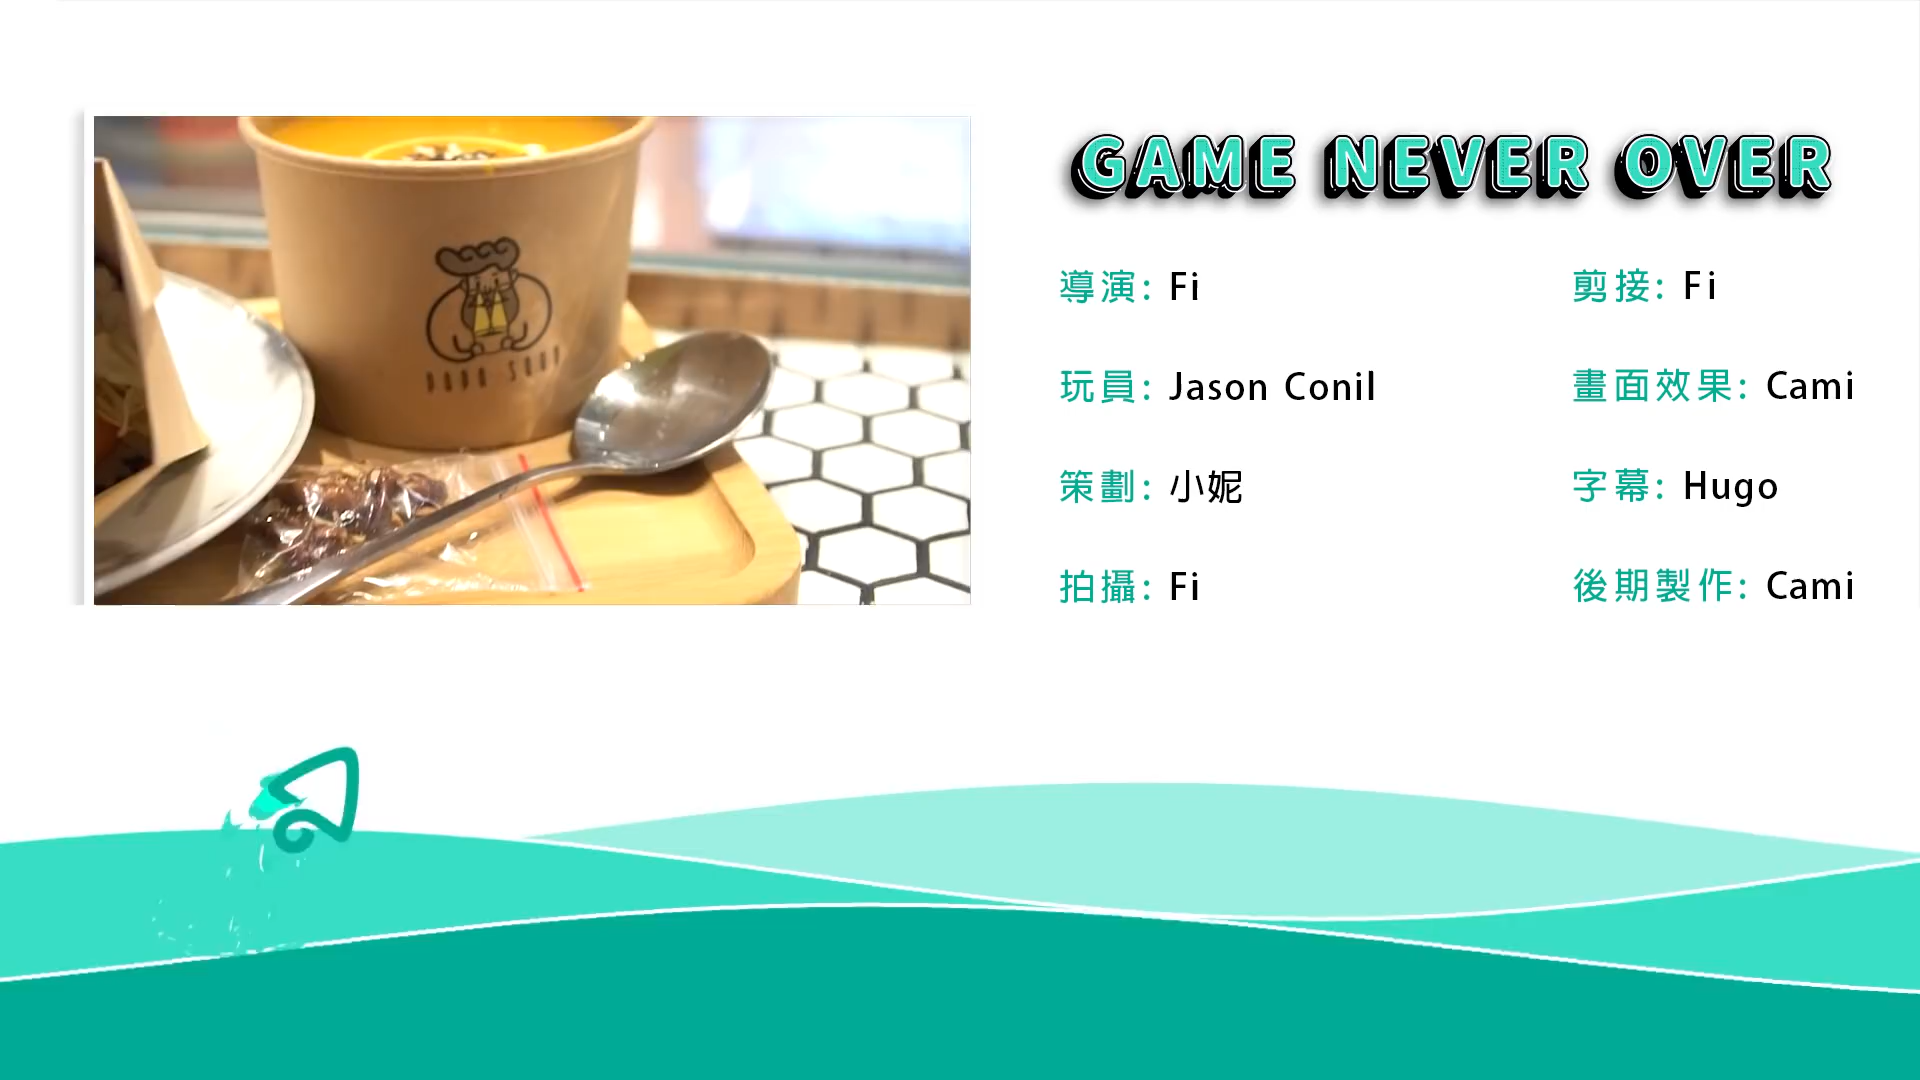 GAME NEVER OVER
導演: Fi
玩員: Jason Conil
策劃: 小妮
拍攝: Fi
剪接: Fi
畫面效果: Cami
字幕: Hugo
後期製作: Cami